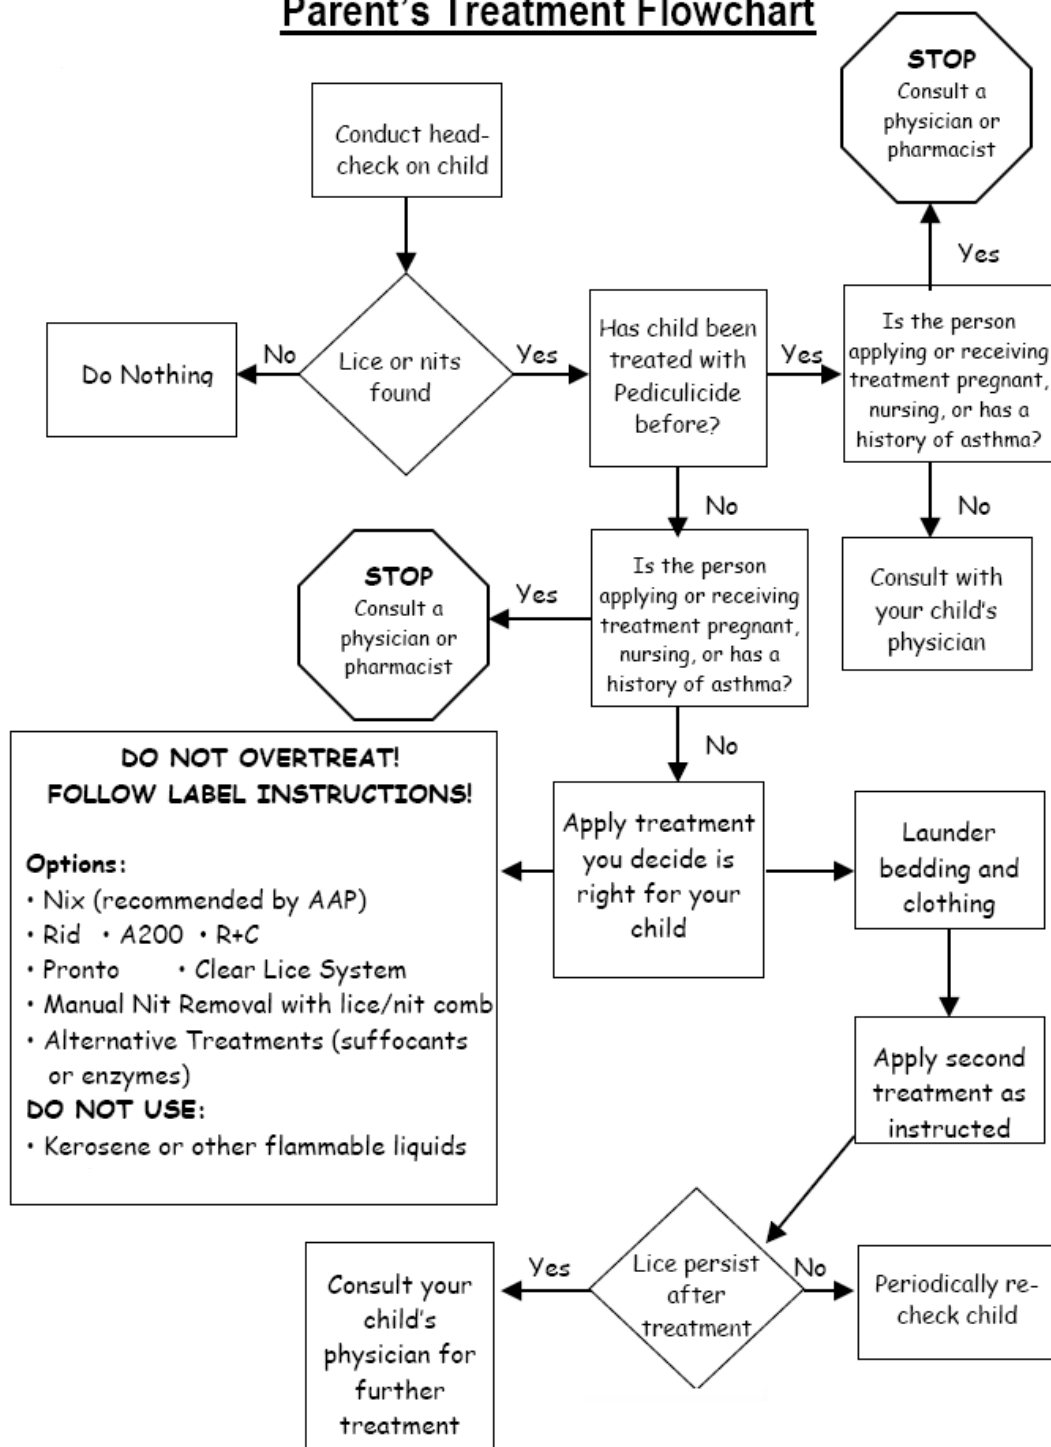 Parent's Treatment Flowchart
STOP
Consult a
physician or
pharmacist
Conduct head-
check on child
Yes
Do Nothing
No
Lice or nits
found
Yes
Has child been
treated with
Pediculicide
before?
Yes
Is the person
applying or receiving
treatment pregnant,
nursing, or has a
history of asthma?
No
No
STOP
Consult a
physician or
pharmacist
Yes
Is the person
applying or receiving
treatment pregnant,
nursing, or has a
history of asthma?
Consult with
your child's
physician
No
DO NOT OVERTREAT!
FOLLOW LABEL INSTRUCTIONS!
Options:
• Nix (recommended by AAP)
• Rid • A200 • R+C
• Pronto • Clear Lice System
• Manual Nit Removal with lice/nit comb
• Alternative Treatments (suffocants
or enzymes)
DO NOT USE:
• Kerosene or other flammable liquids
Apply treatment
you decide is
right for your
child
Launder
bedding and
clothing
Apply second
treatment as
instructed
Lice persist
after
treatment
Yes
No
Consult your
child's
physician for
further
treatment
Periodically re-
check child